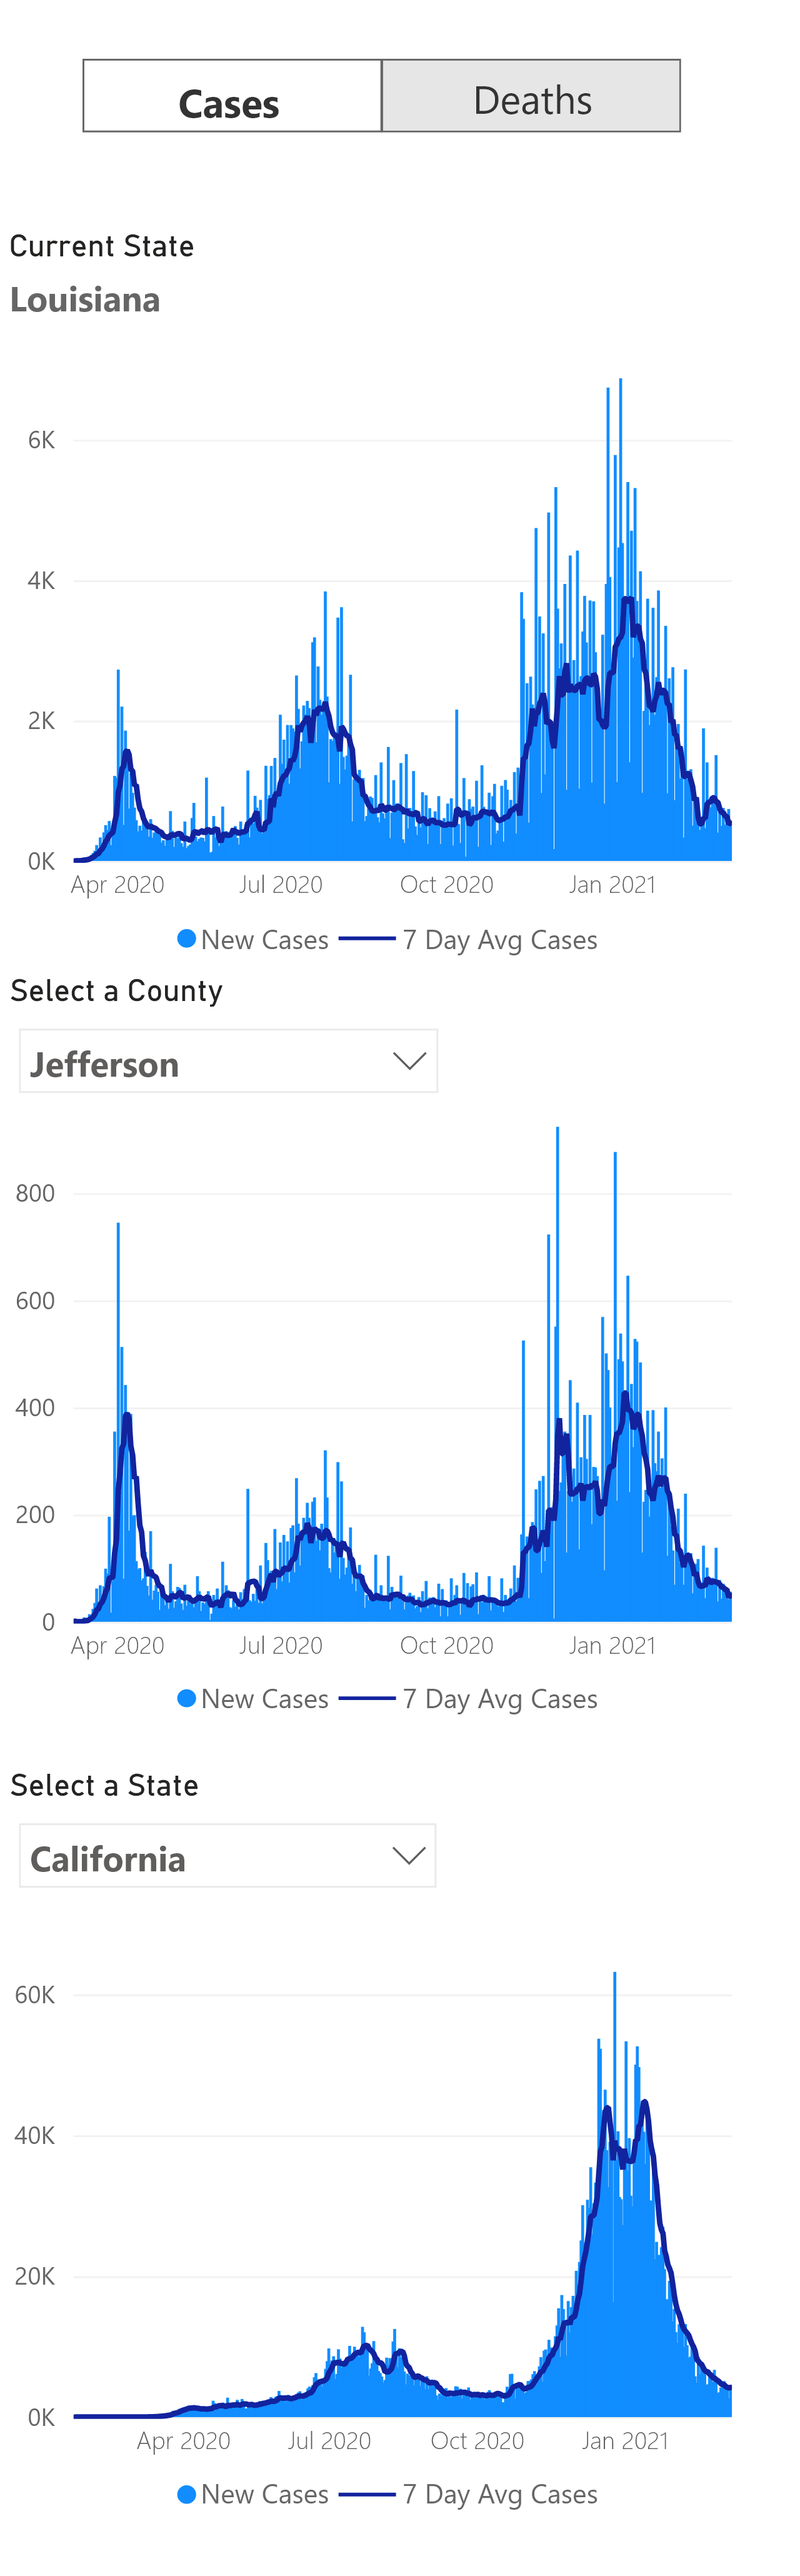 Cases Deaths
Current State
Louisiana
6K
4K
2K
0K
Apr 2020 Jul 2020 Oct 2020 Jan 2021
New Cases 7 Day Avg Cases
Select a County
Jefferson
800
600
400
200
0
Apr 2020 Jul 2020 Oct 2020 Jan 2021
New Cases 7 Day Avg Cases
Select a State
California
60K
40K
20K
0K
Apr 2020 Jul 2020 Oct 2020 Jan 2021
New Cases 7 Day Avg Cases